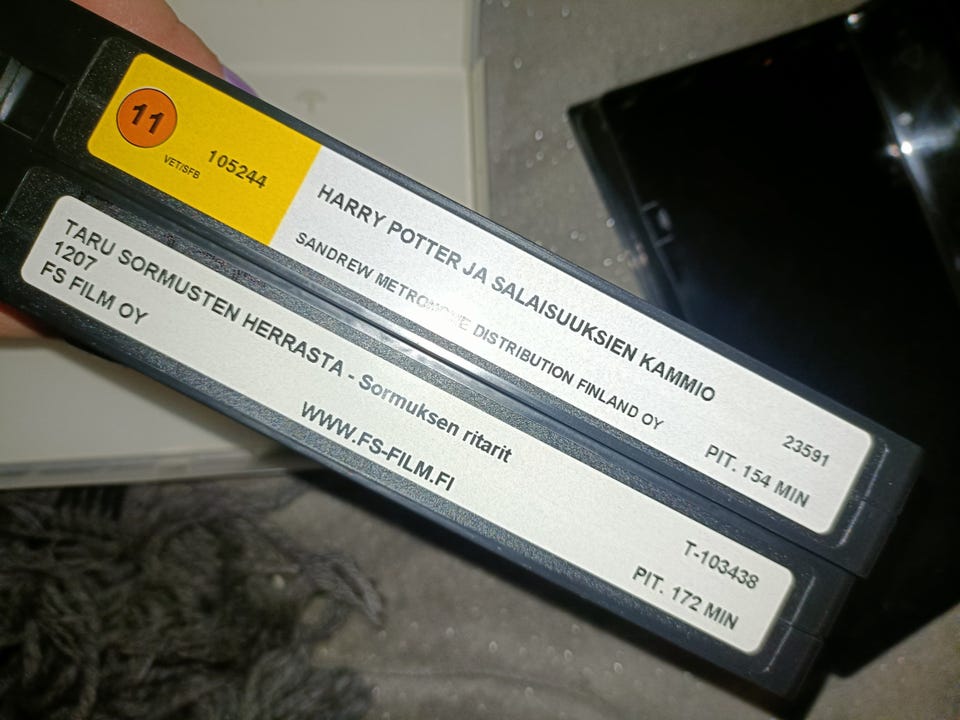 11
VET/SFB
105244
HARRY POTTER JA SALAISUUKSIEN KAMMIO
SANDREW METRONOME DISTRIBUTION FINLAND OY
23591
PIT. 154 MIN
TARU SORMUSTEN HERRASTA - Sormuksen ritarit
1207
FS FILM OY
WWW.FS-FILM.FI
T-103438
PIT. 172 MIN